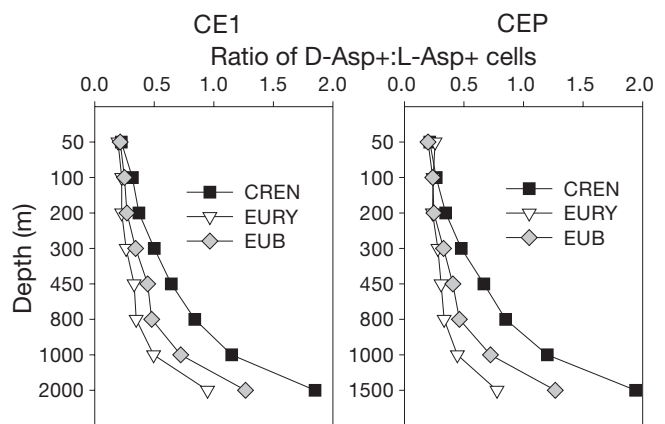 CE1 CEP
Ratio of D-Asp+:L-Asp+ cells
0.0 0.5 1.0 1.5 2.0 0.0 0.5 1.0 1.5 2.0
Depth (m)
50 50
100 100
200 200
300 300
450 450
800 800
1000 1000
2000 1500
CREN CREN
EURY EURY
EUB EUB